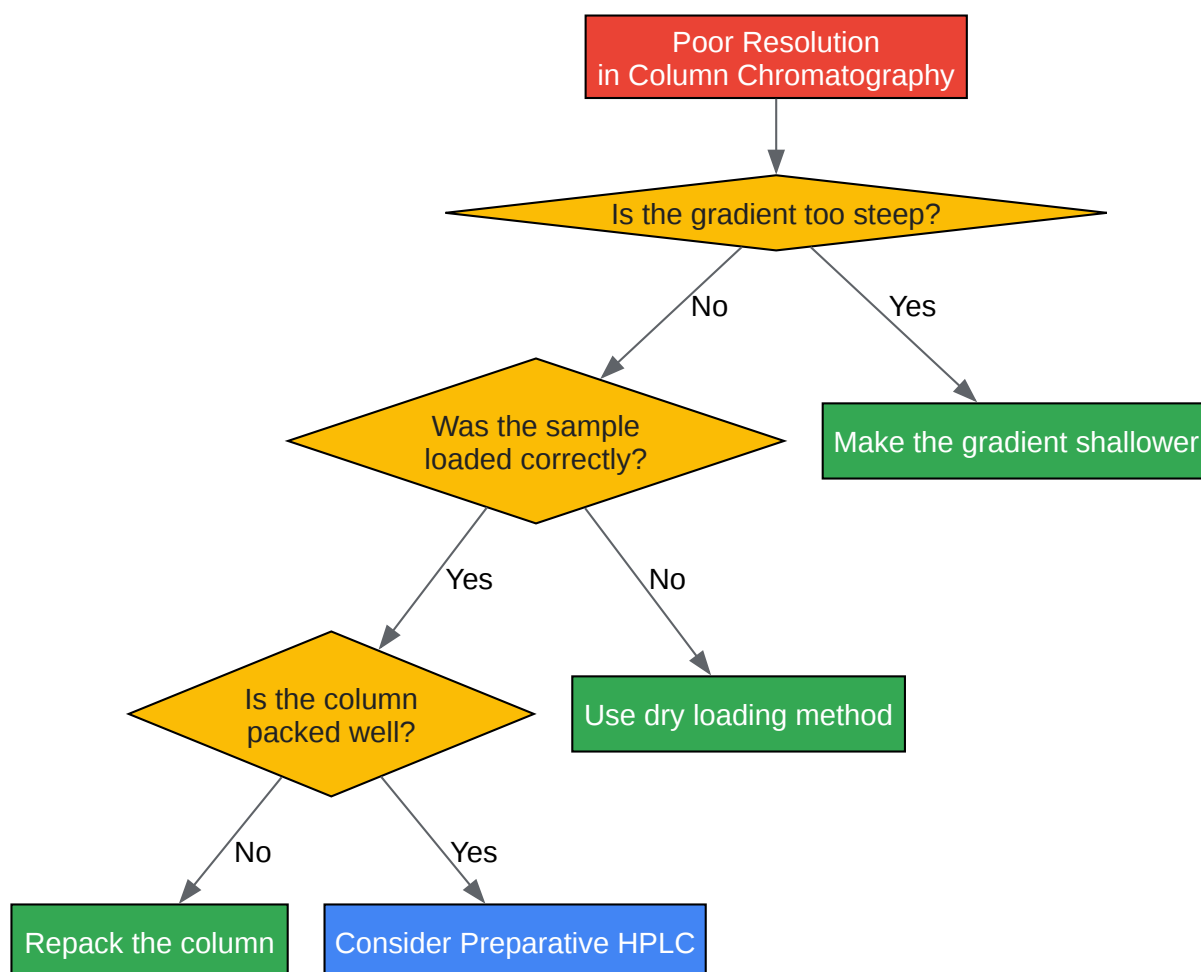 Poor Resolution
in Column Chromatography
Is the gradient too steep?
No
Yes
Was the sample
loaded correctly?
Make the gradient shallower
Yes
No
Is the column
packed well?
Use dry loading method
No
Yes
Repack the column
Consider Preparative HPLC